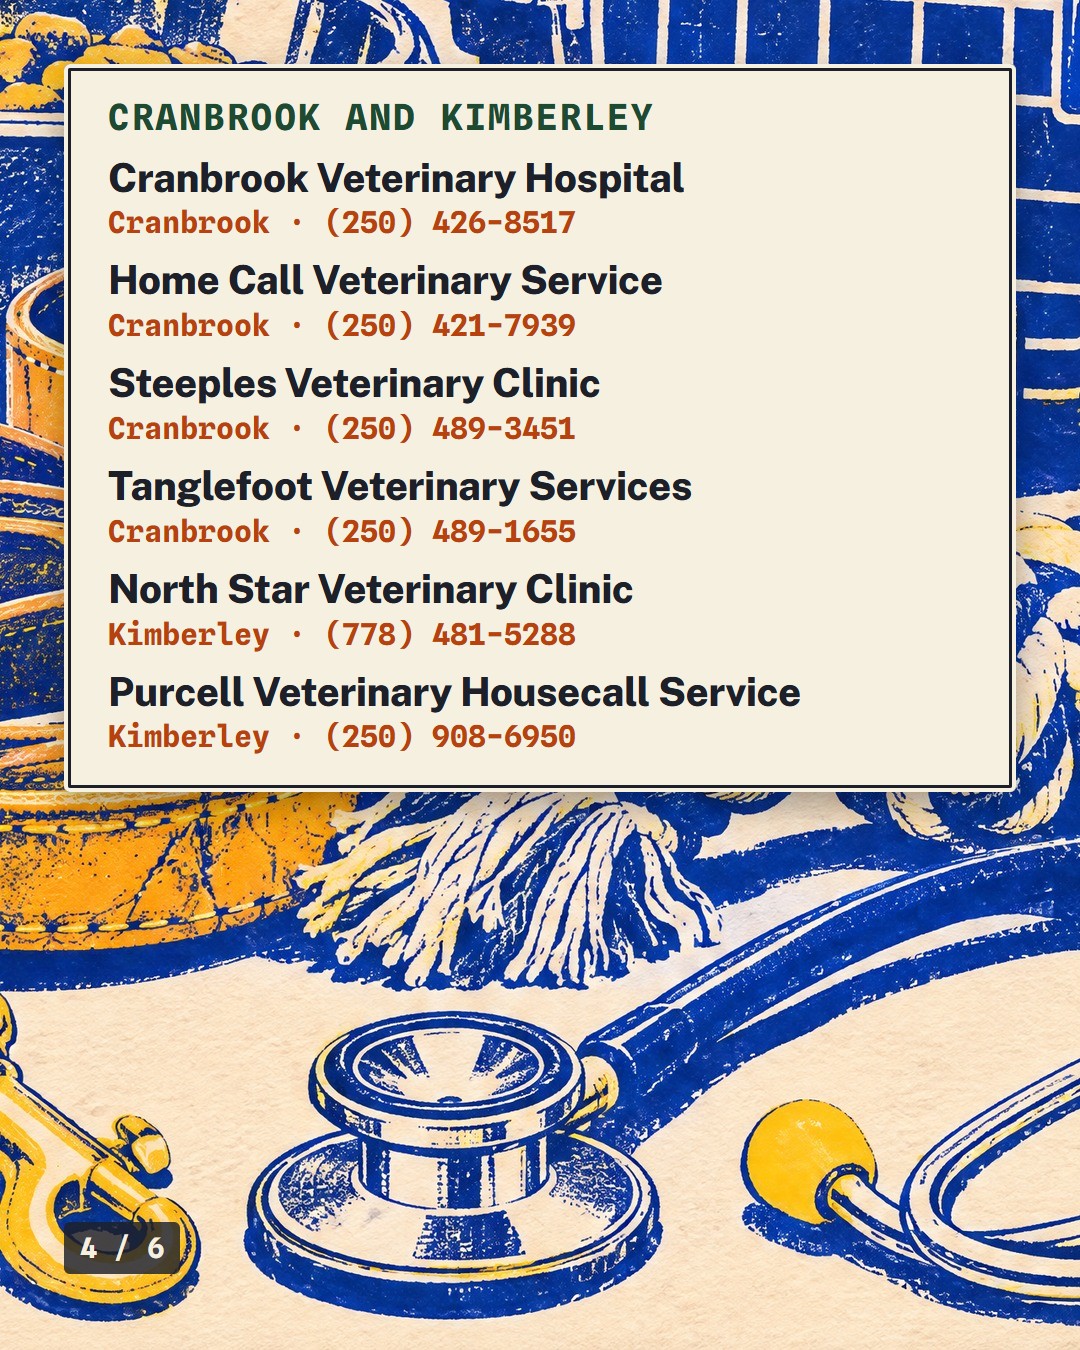 CRANBROOK AND KIMBERLEY
Cranbrook Veterinary Hospital
Cranbrook · (250) 426-8517
Home Call Veterinary Service
Cranbrook · (250) 421-7939
Steeples Veterinary Clinic
Cranbrook · (250) 489-3451
Tanglefoot Veterinary Services
Cranbrook · (250) 489-1655
North Star Veterinary Clinic
Kimberley · (778) 481-5288
Purcell Veterinary Housecall Service
Kimberley · (250) 908-6950
4 / 6